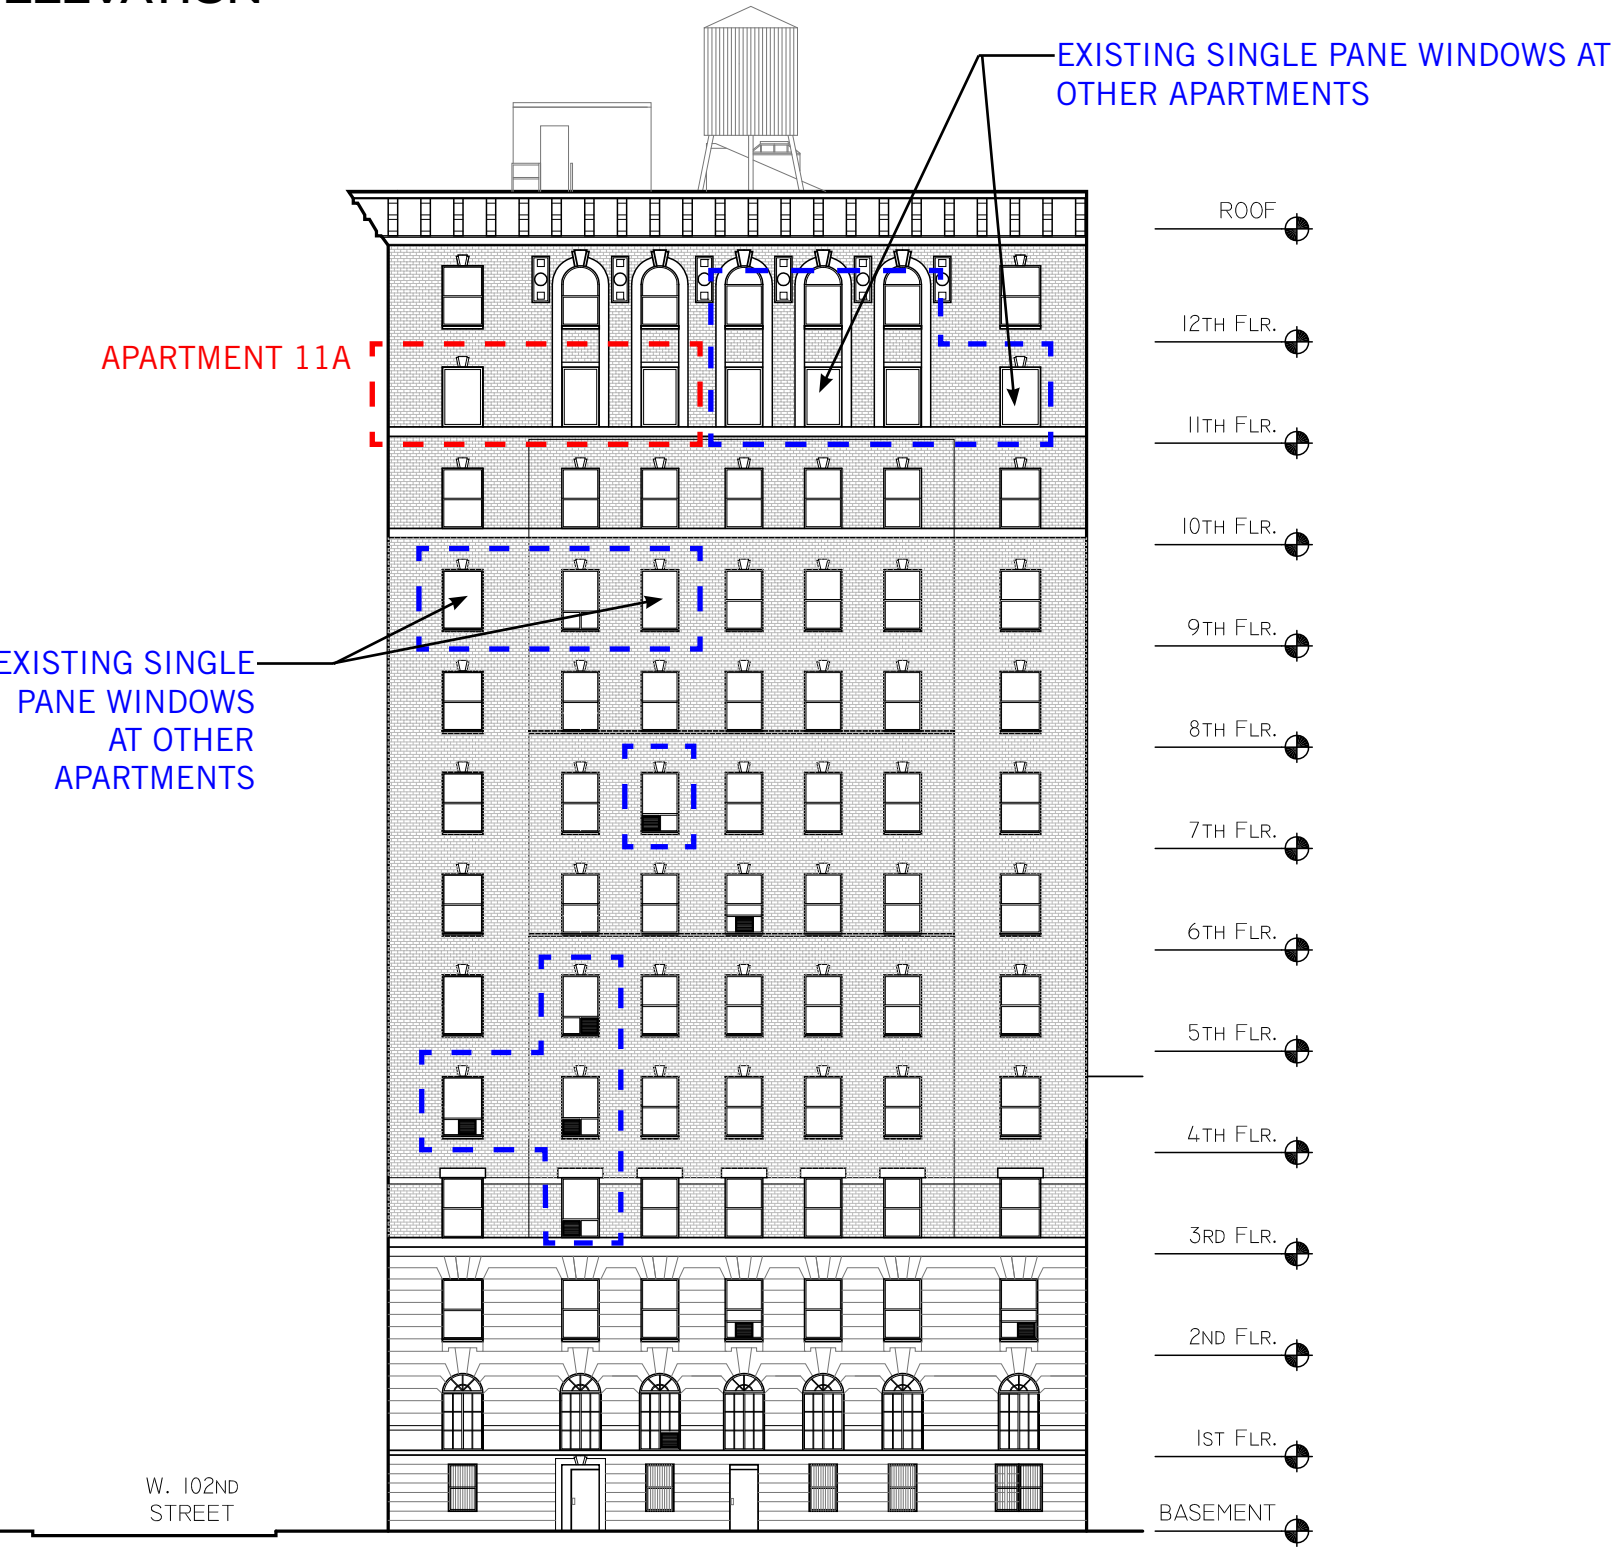 EXISTING SINGLE PANE WINDOWS AT
OTHER APARTMENTS
ROOF
12TH FLR.
APARTMENT 11A
11TH FLR.
10TH FLR.
9TH FLR.
EXISTING SINGLE
PANE WINDOWS
AT OTHER
APARTMENTS
8TH FLR.
7TH FLR.
6TH FLR.
5TH FLR.
4TH FLR.
3RD FLR.
2ND FLR.
1ST FLR.
W. 102ND
STREET
BASEMENT